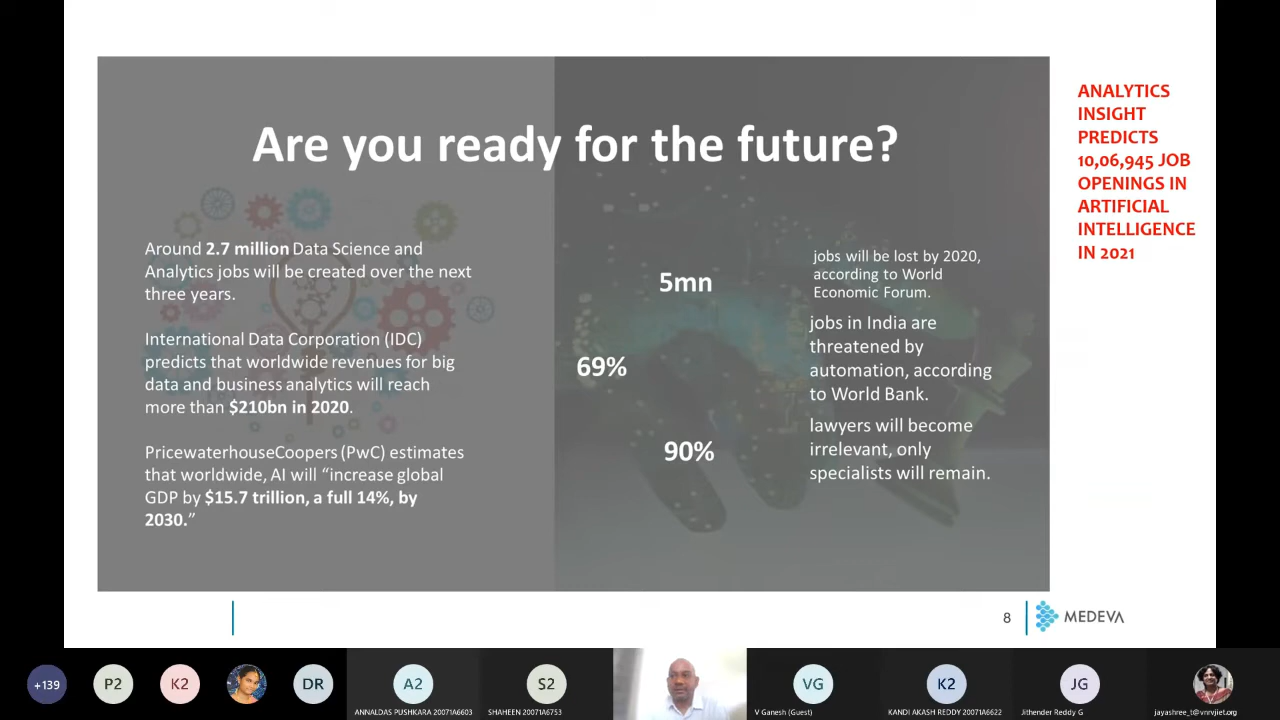 Are you ready for the future?
Around 2.7 million Data Science and
Analytics jobs will be created over the next
three years.
International Data Corporation (IDC)
predicts that worldwide revenues for big
data and business analytics will reach
more than $210bn in 2020.
PricewaterhouseCoopers (PwC) estimates
that worldwide, AI will “increase global
GDP by $15.7 trillion, a full 14%, by
2030.”
5mn
jobs will be lost by 2020,
according to World
Economic Forum.
69%
jobs in India are
threatened by
automation, according
to World Bank.
90%
lawyers will become
irrelevant, only
specialists will remain.
ANALYTICS
INSIGHT
PREDICTS
10,06,945 JOB
OPENINGS IN
ARTIFICIAL
INTELLIGENCE
IN 2021
8
MEDEVA
+139
P2
K2
DR
A2
ANNALDAS PUSHKARA 20071A6603
S2
SHAHEEN 20071A6753
VG
V Ganesh (Guest)
K2
KANDI AKASH REDDY 20071A6622
JG
Jithender Reddy G
jayashree_t@vnrvjiet.org